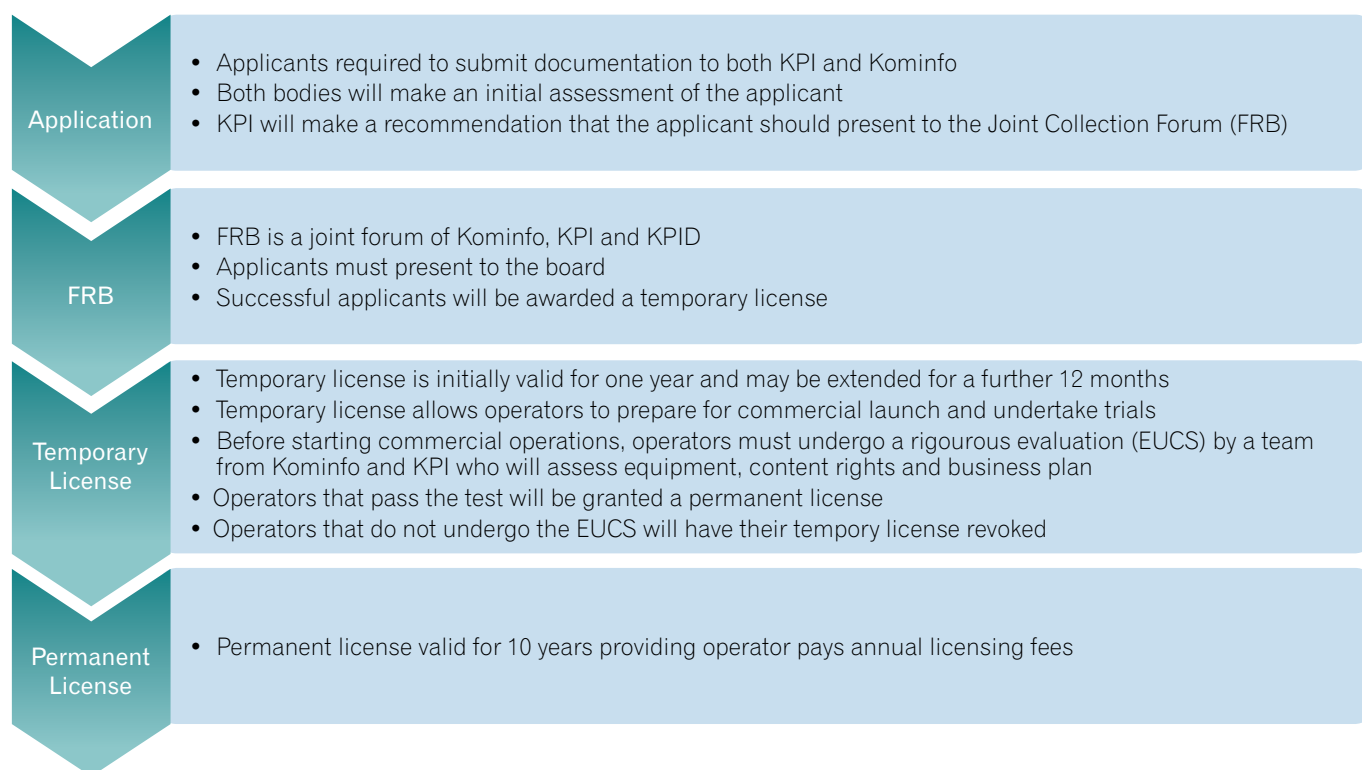 Application
• Applicants required to submit documentation to both KPI and Kominfo
• Both bodies will make an initial assessment of the applicant
• KPI will make a recommendation that the applicant should present to the Joint Collection Forum (FRB)
FRB
• FRB is a joint forum of Kominfo, KPI and KPID
• Applicants must present to the board
• Successful applicants will be awarded a temporary license
Temporary
License
• Temporary license is initially valid for one year and may be extended for a further 12 months
• Temporary license allows operators to prepare for commercial launch and undertake trials
• Before starting commercial operations, operators must undergo a rigourous evaluation (EUCS) by a team
from Kominfo and KPI who will assess equipment, content rights and business plan
• Operators that pass the test will be granted a permanent license
• Operators that do not undergo the EUCS will have their tempory license revoked
Permanent
License
• Permanent license valid for 10 years providing operator pays annual licensing fees